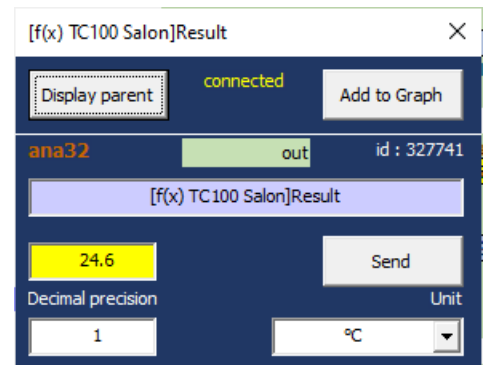 [f(x) TC100 Salon]Result
Display parent
connected
Add to Graph
ana32
out
id : 327741
[f(x) TC100 Salon]Result
24.6
Send
Decimal precision
Unit
1
°C